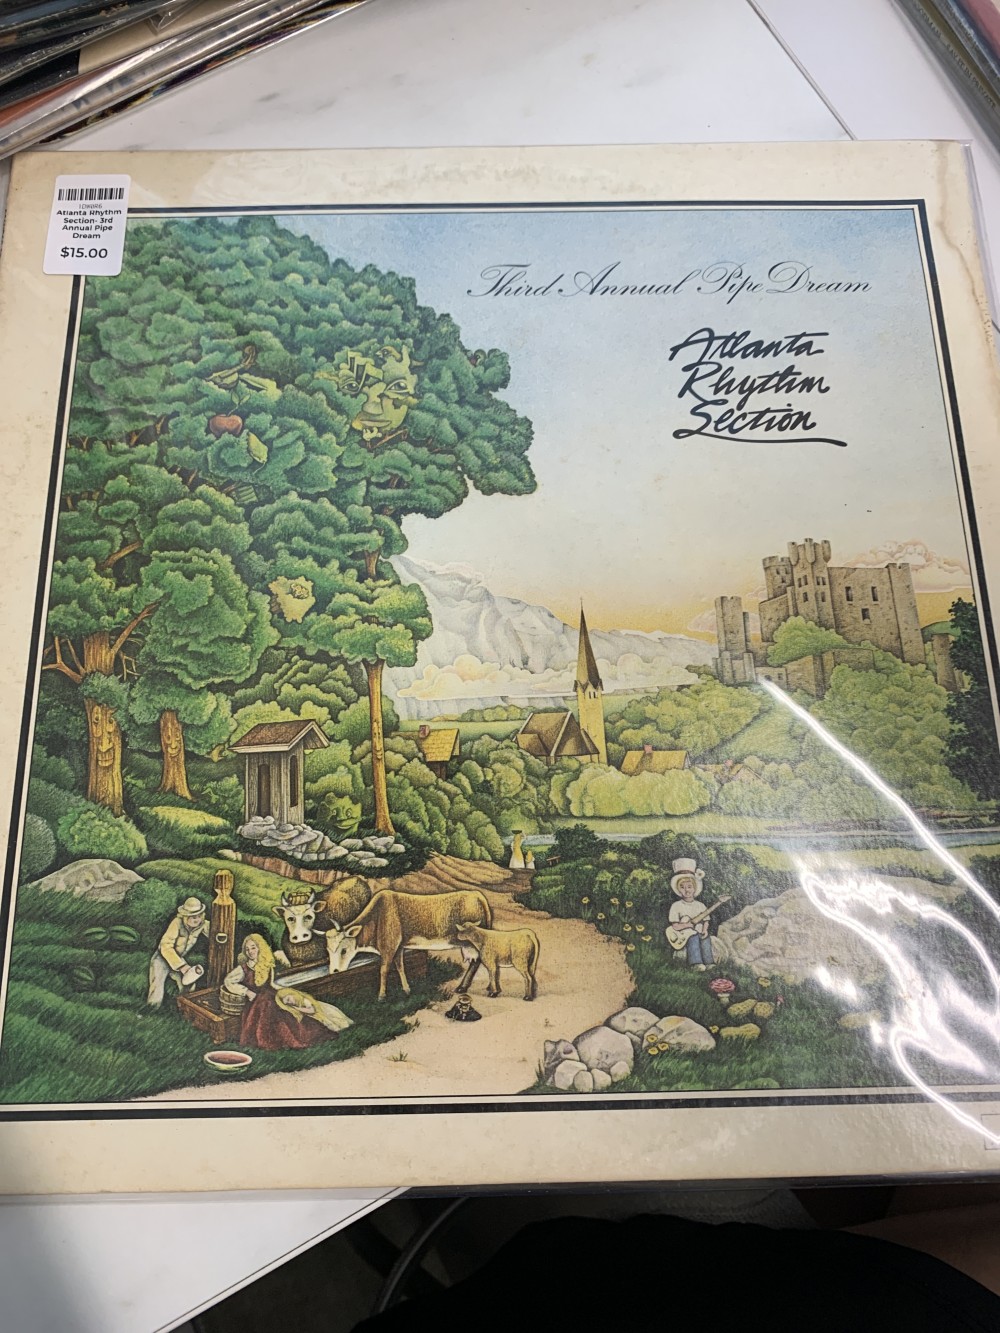 Atlanta Rhythm
Section- 3rd
Annual Pipe
Dream
$15.00
Third Annual Pipe Dream
Atlanta
Rhythm
Section